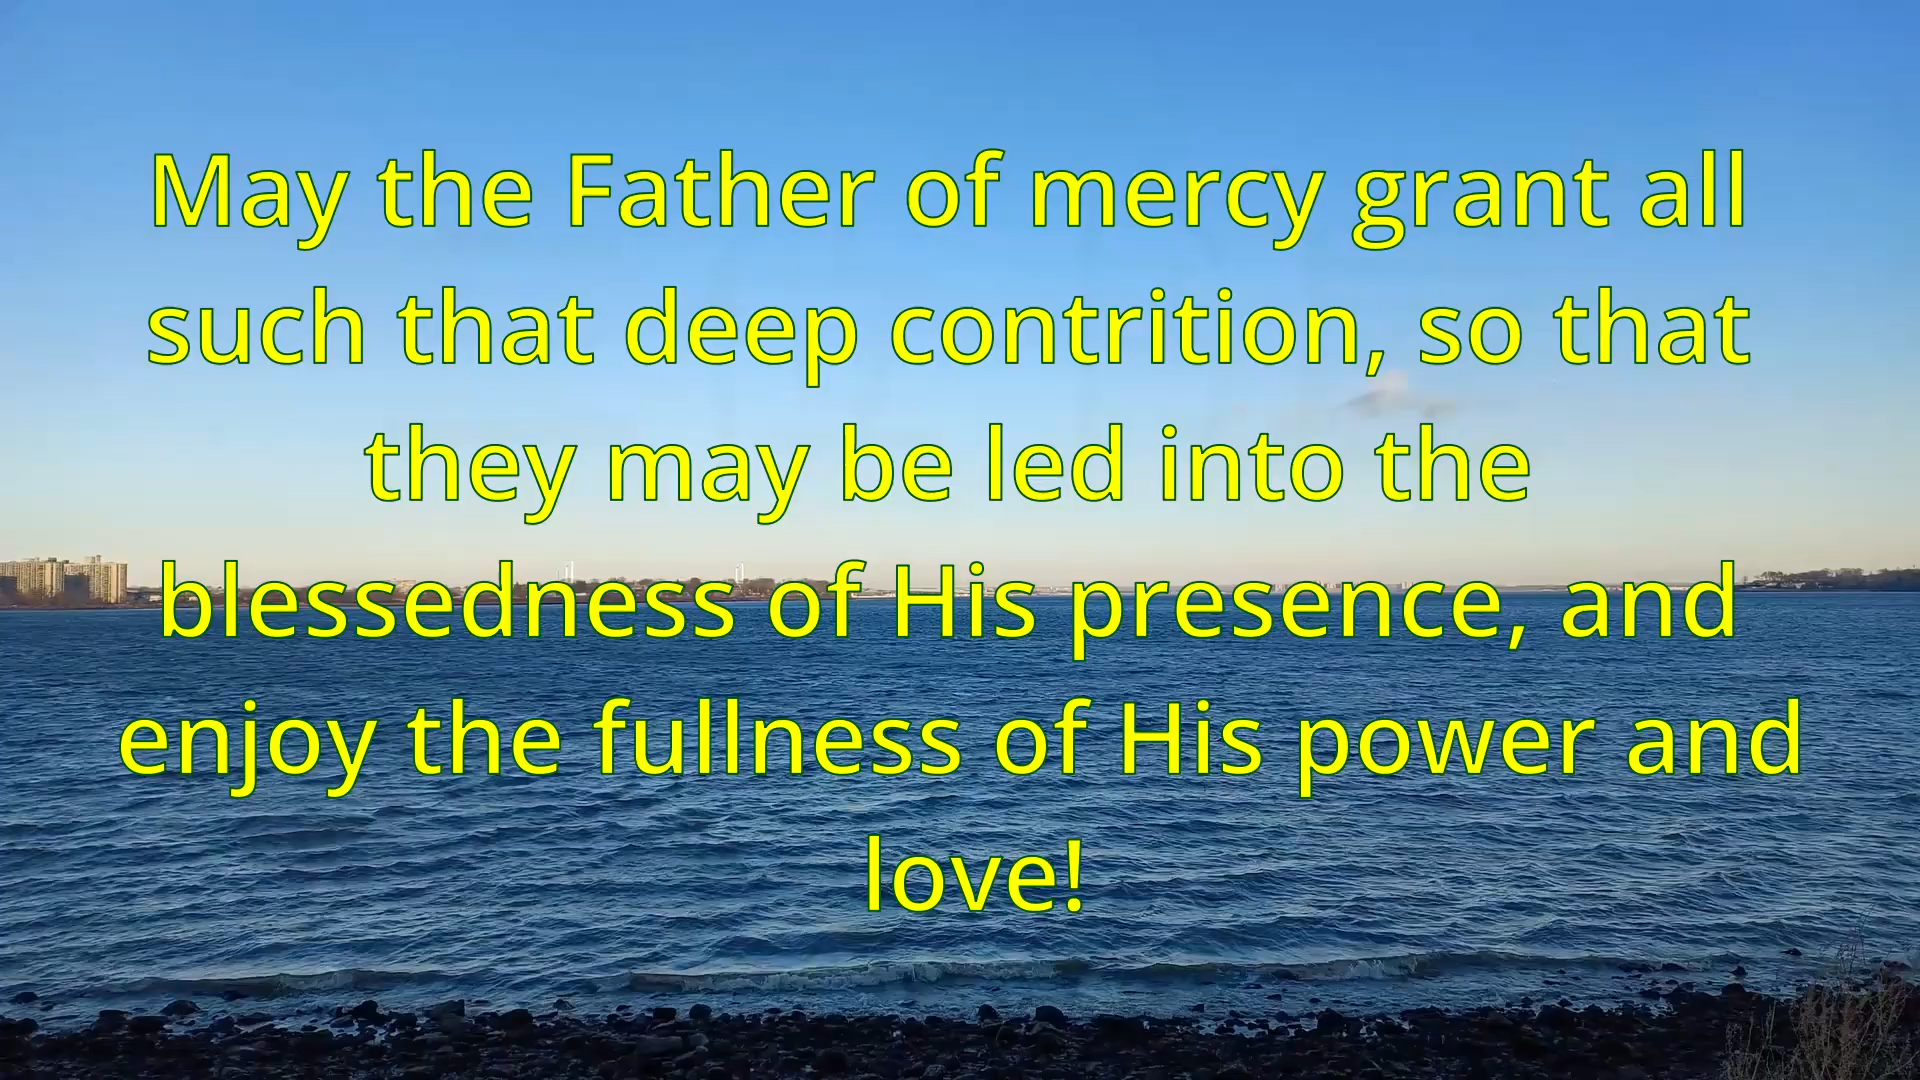 May the Father of mercy grant all
such that deep contrition, so that
they may be led into the
blessedness of His presence, and
enjoy the fullness of His power and
love!